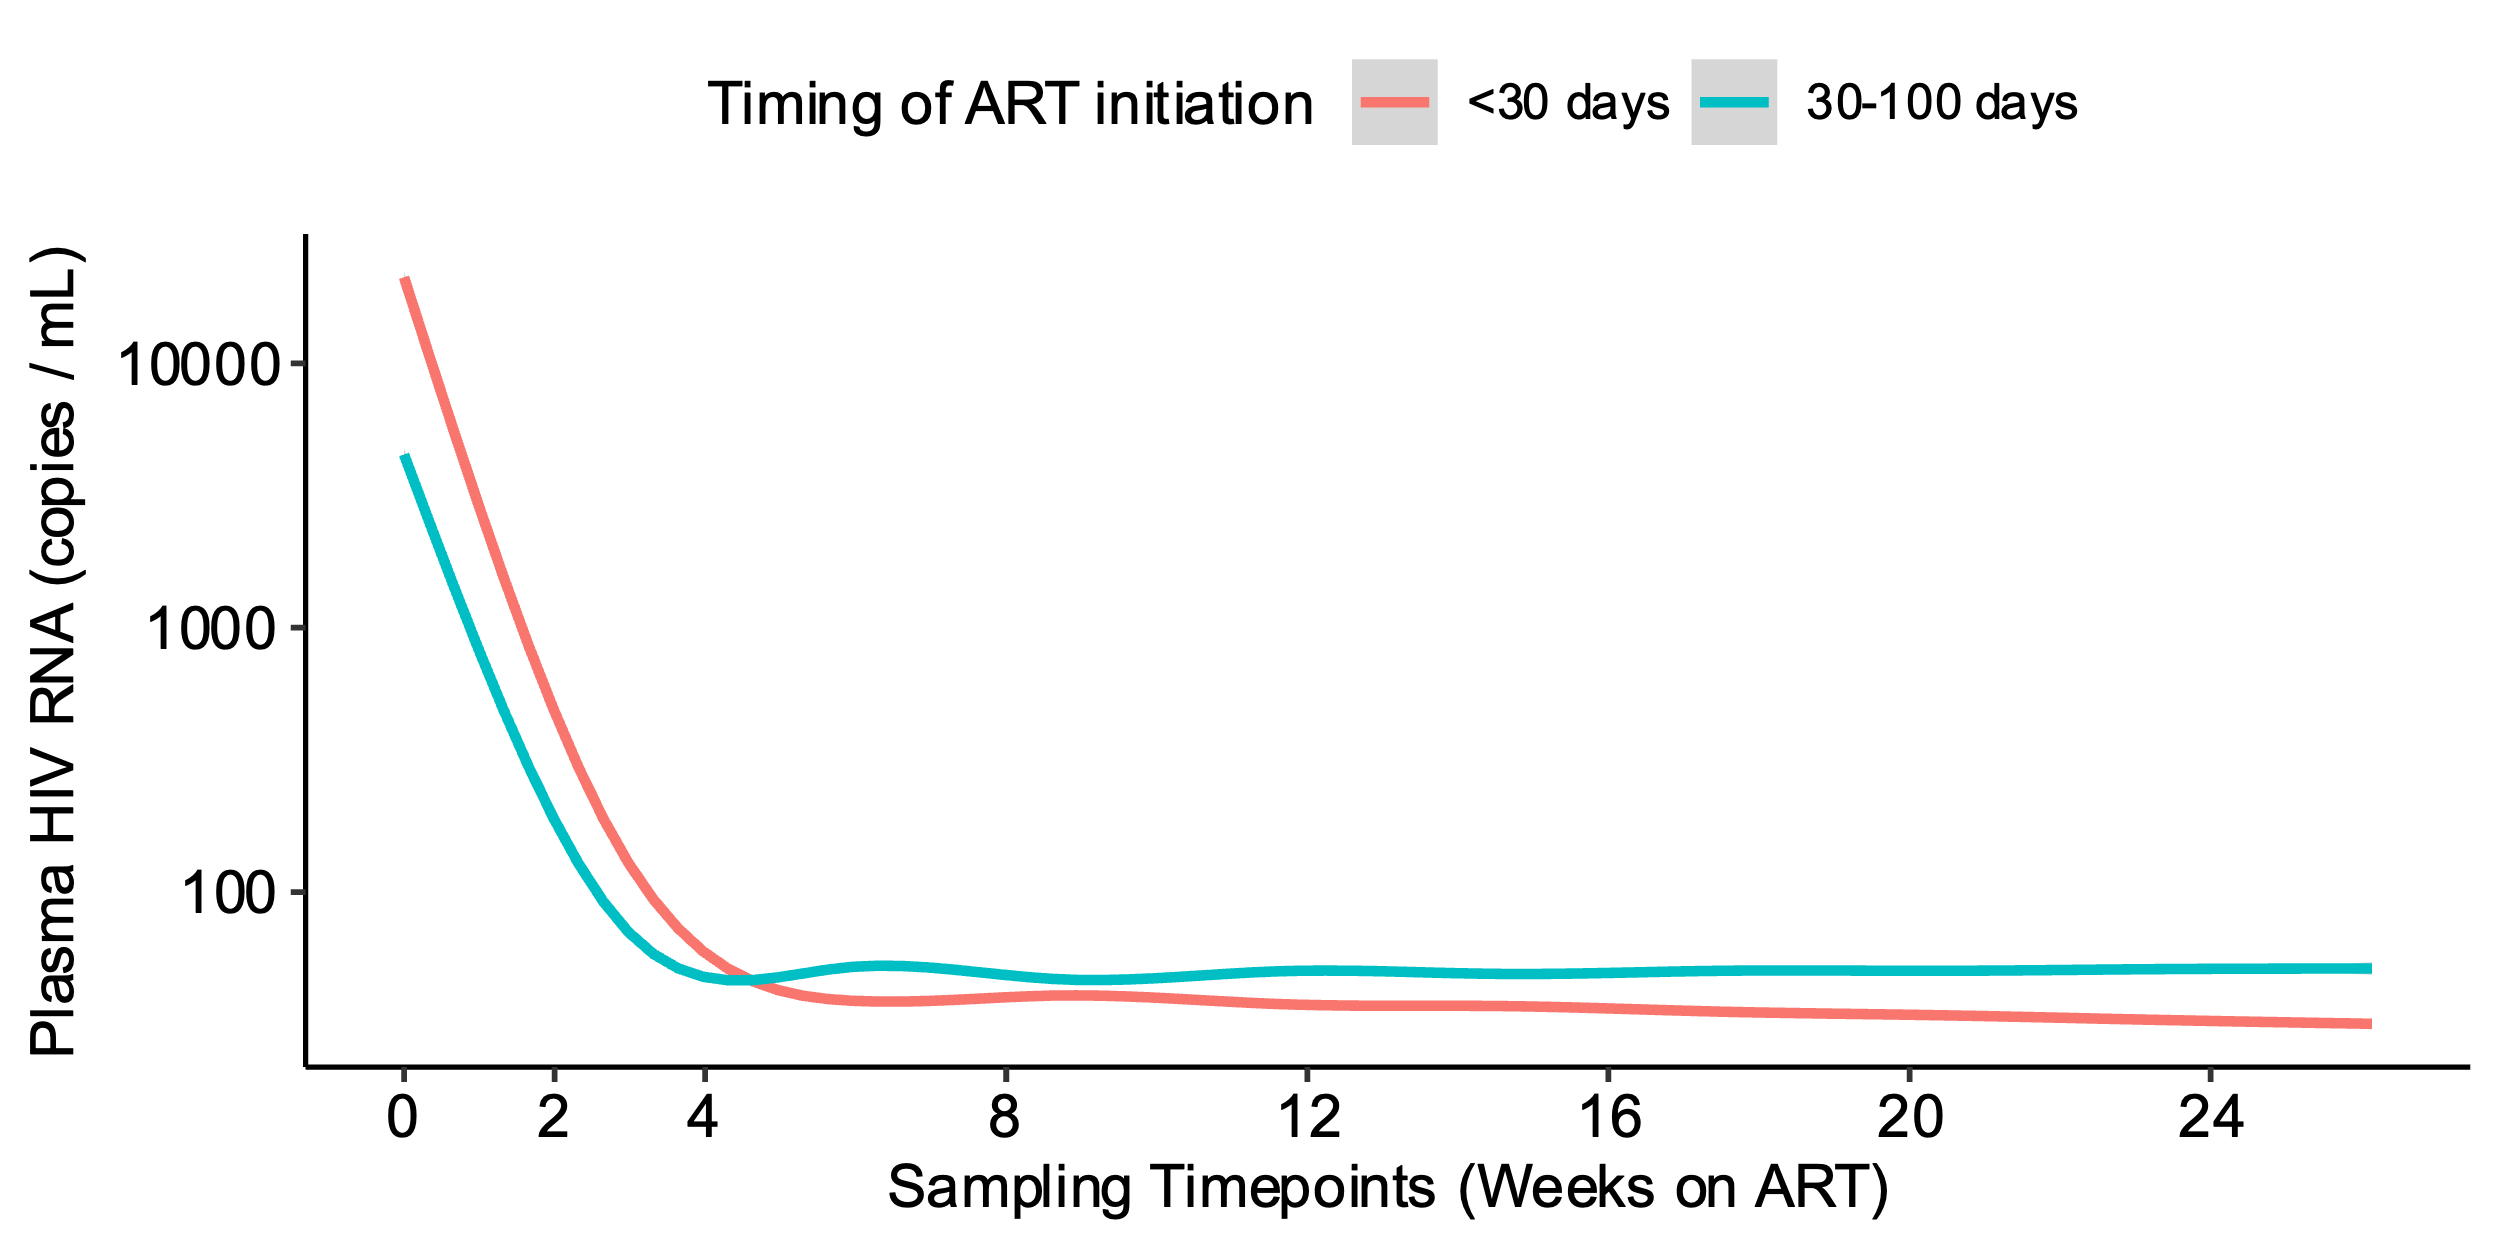 Timing of ART initiation <30 days 30-100 days
Plasma HIV RNA (copies / mL)
10000
1000
100
0 2 4 8 12 16 20 24
Sampling Timepoints (Weeks on ART)